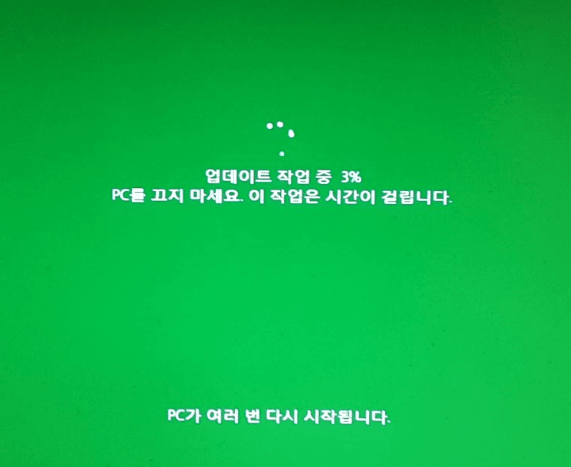 업데이트 작업 중 3%
PC를 끄지 마세요. 이 작업은 시간이 걸립니다.
PC가 여러 번 다시 시작됩니다.